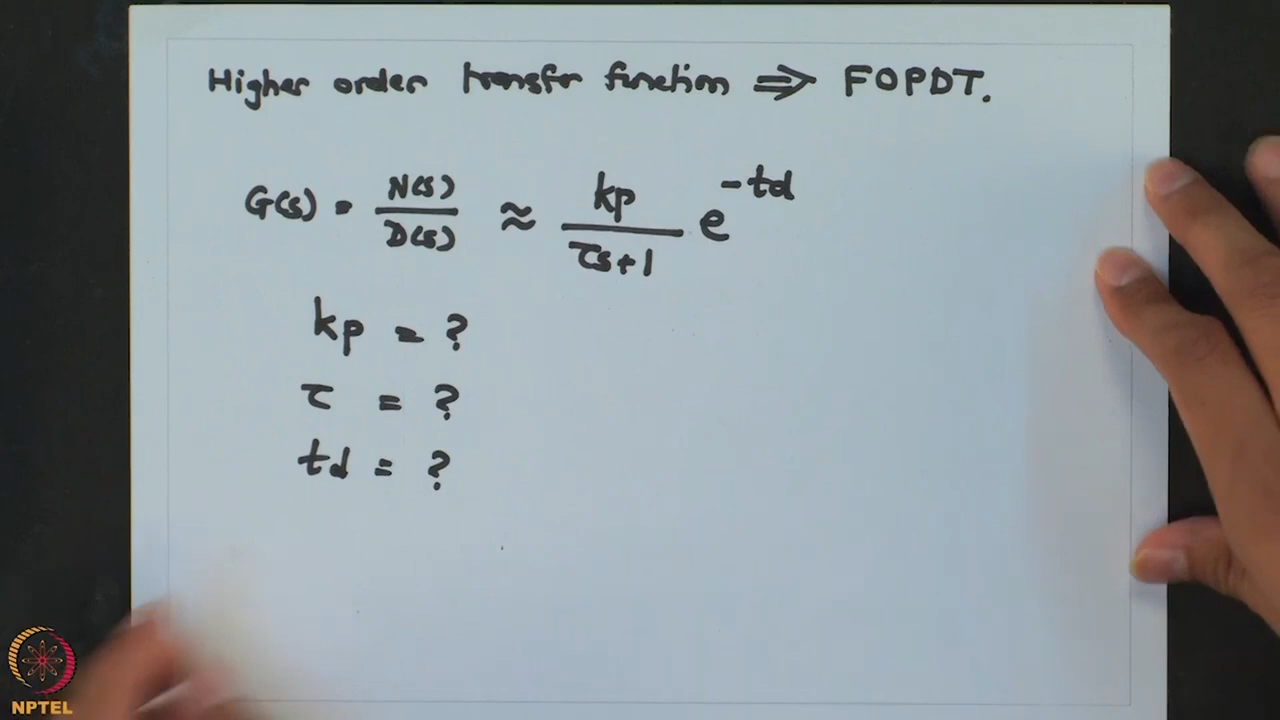 Higher order transfer function ⇒ FOPDT.
G(s) = N(s)/D(s) ≈ kp/(τs+1) e^-td
kp = ?
τ = ?
td = ?
NPTEL